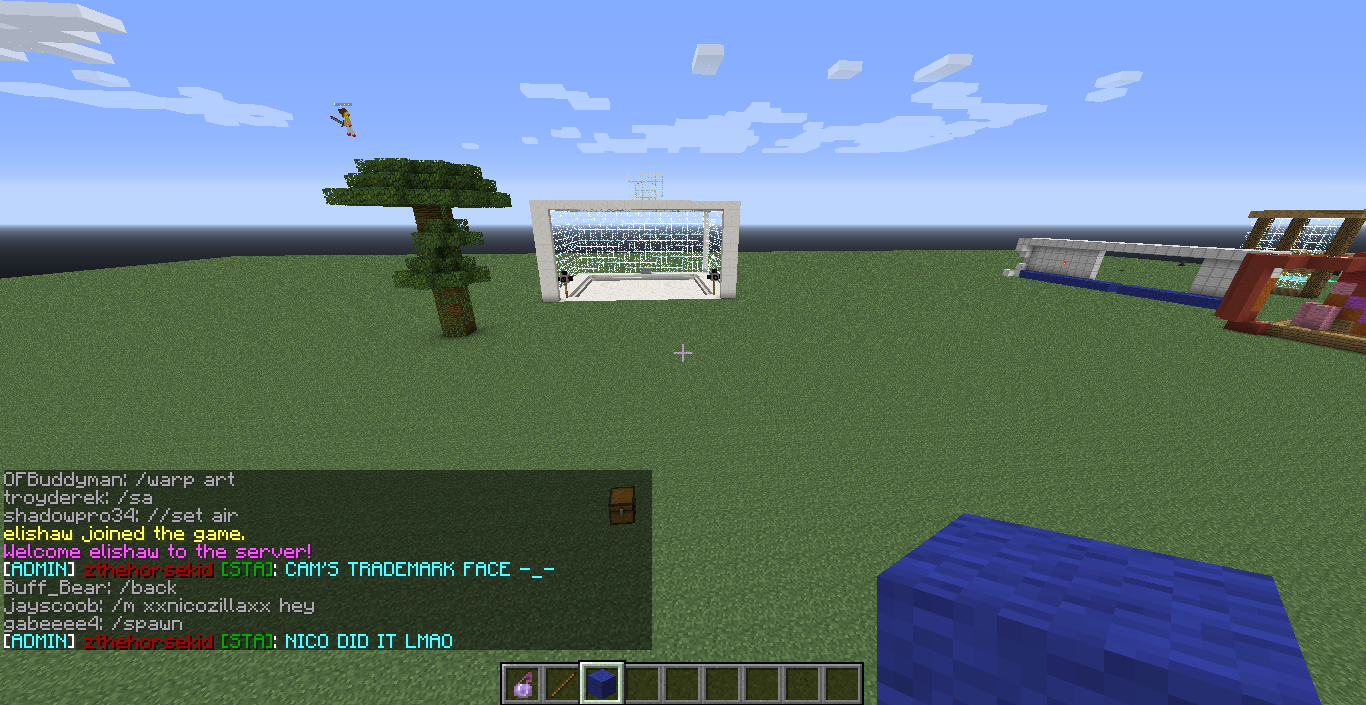 OFBuddyman: /warp art
troyderek: /sa
shadowpro34: //set air
elishaw joined the game.
Welcome elishaw to the server!
[ADMIN] zthehorsekid [STA]: CAM'S TRADEMARK FACE -_-
Buff_Bear: /back
jayscoob: /m xxnicozillaxx hey
gabeeee4: /spawn
[ADMIN] zthehorsekid [STA]: NICO DID IT LMAO